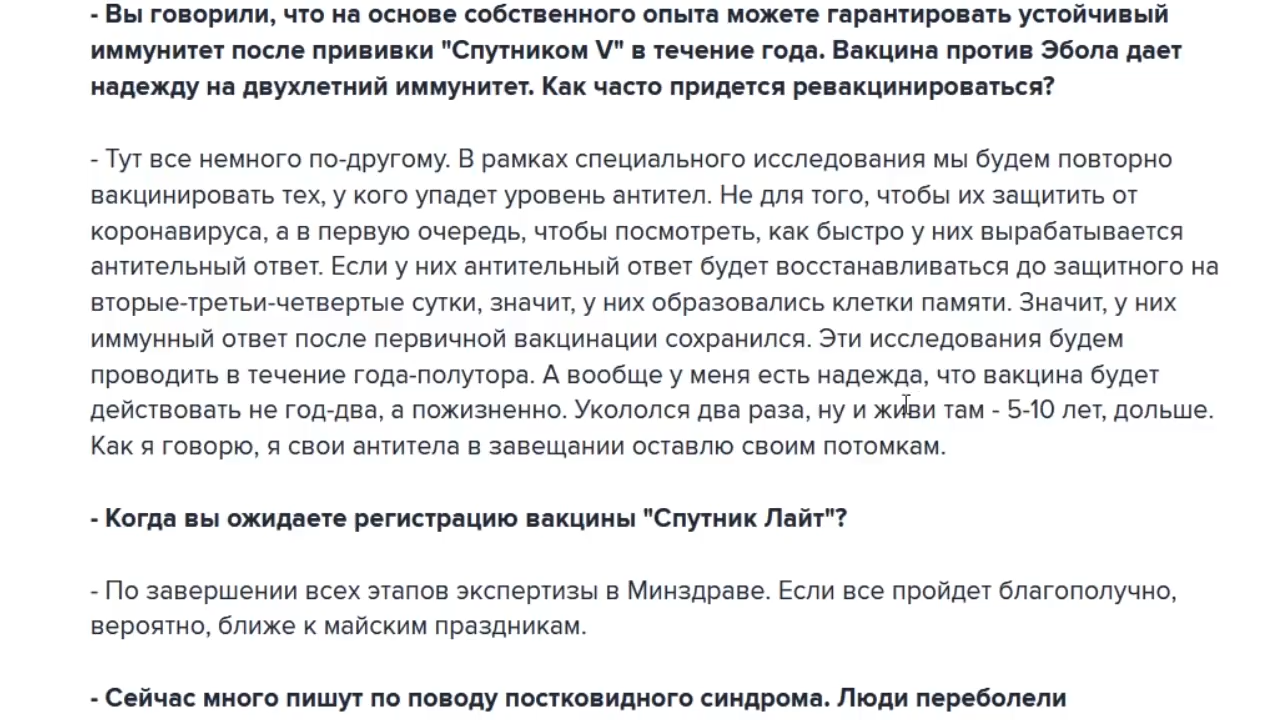 - Вы говорили, что на основе собственного опыта можете гарантировать устойчивый
иммунитет после прививки "Спутником V" в течение года. Вакцина против Эбола дает
надежду на двухлетний иммунитет. Как часто придется ревакцинироваться?
- Тут все немного по-другому. В рамках специального исследования мы будем повторно
вакцинировать тех, у кого упадет уровень антител. Не для того, чтобы их защитить от
коронавируса, а в первую очередь, чтобы посмотреть, как быстро у них вырабатывается
антительный ответ. Если у них антительный ответ будет восстанавливаться до защитного на
вторые-третьи-четвертые сутки, значит, у них образовались клетки памяти. Значит, у них
иммунный ответ после первичной вакцинации сохранился. Эти исследования будем
проводить в течение года-полутора. А вообще у меня есть надежда, что вакцина будет
действовать не год-два, а пожизненно. Укололся два раза, ну и живи там - 5-10 лет, дольше.
Как я говорю, я свои антитела в завещании оставлю своим потомкам.
- Когда вы ожидаете регистрацию вакцины "Спутник Лайт"?
- По завершении всех этапов экспертизы в Минздраве. Если все пройдет благополучно,
вероятно, ближе к майским праздникам.
- Сейчас много пишут по поводу постковидного синдрома. Люди переболели